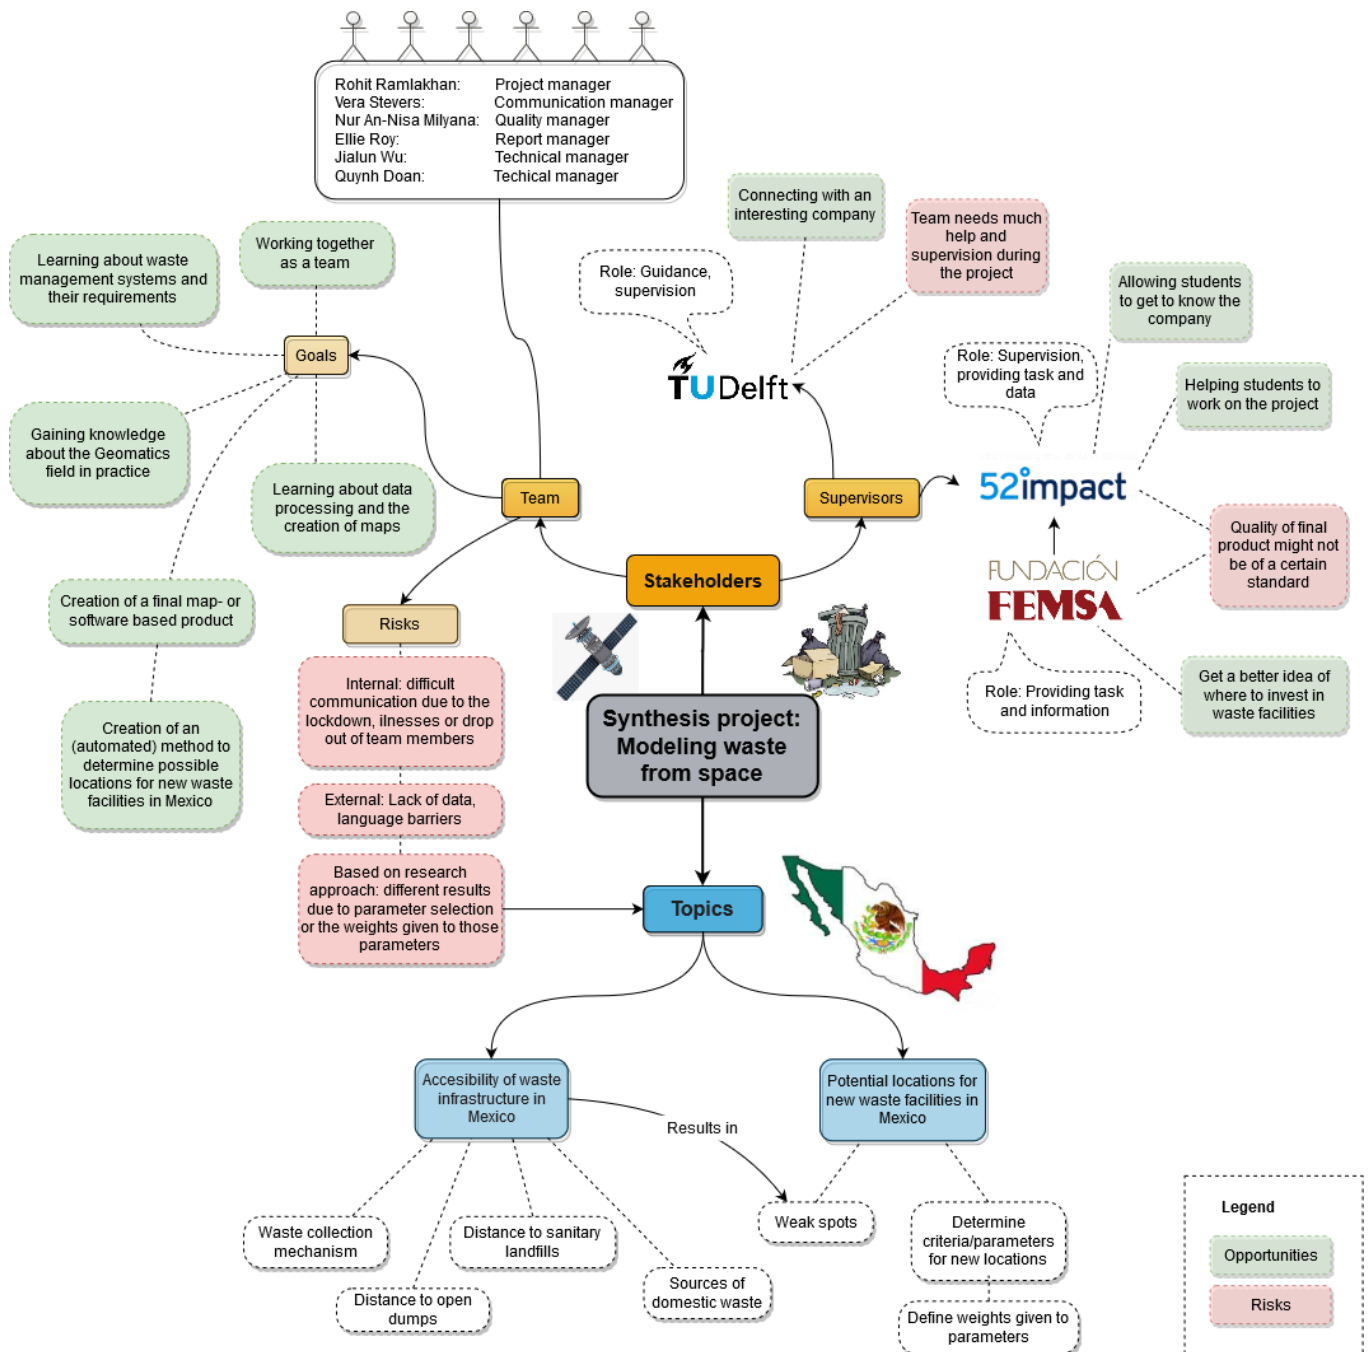 Rohit Ramlakhan: Project manager
Vera Stevers: Communication manager
Nur An-Nisa Milyana: Quality manager
Ellie Roy: Report manager
Jialun Wu: Technical manager
Quynh Doan: Techical manager
Working together
as a team
Learning about waste
management systems and
their requirements
Goals
Gaining knowledge
about the Geomatics
field in practice
Learning about data
processing and the
creation of maps
Creation of a final map- or
software based product
Creation of an
(automated) method to
determine possible
locations for new waste
facilities in Mexico
Team
Risks
Internal: difficult
communication due to the
lockdown, ilnesses or drop
out of team members
External: Lack of data,
language barriers
Based on research
approach: different results
due to parameter selection
or the weights given to those
parameters
Connecting with an
interesting company
Team needs much
help and
supervision during
the project
Role: Guidance,
supervision
TU Delft
Allowing students
to get to know the
company
Role: Supervision,
providing task and
data
Helping students to
work on the project
Supervisors
52impact
Quality of final
product might not
be of a certain
standard
FUNDACIÓN
FEMSA
Role: Providing task
and information
Get a better idea of
where to invest in
waste facilities
Stakeholders
Synthesis project:
Modeling waste
from space
Topics
Accesibility of waste
infrastructure in
Mexico
Results in
Potential locations for
new waste facilities in
Mexico
Waste collection
mechanism
Distance to open
dumps
Distance to sanitary
landfills
Sources of
domestic waste
Weak spots
Determine
criteria/parameters
for new locations
Define weights given to
parameters
Legend
Opportunities
Risks